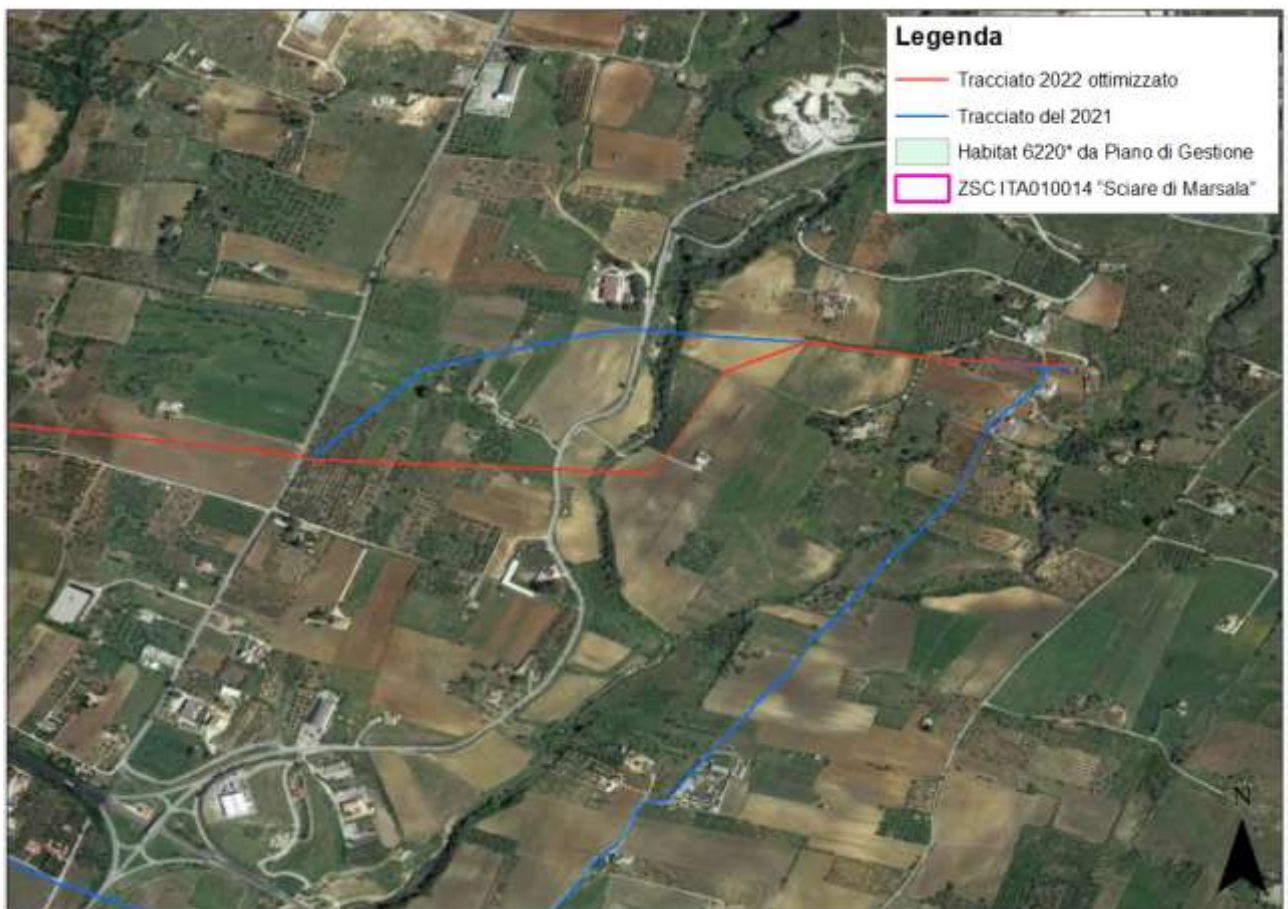 Legenda
Tracciato 2022 ottimizzato
Tracciato del 2021
Habitat 6220* da Piano di Gestione
ZSC ITA010014 "Sciare di Marsala"
N